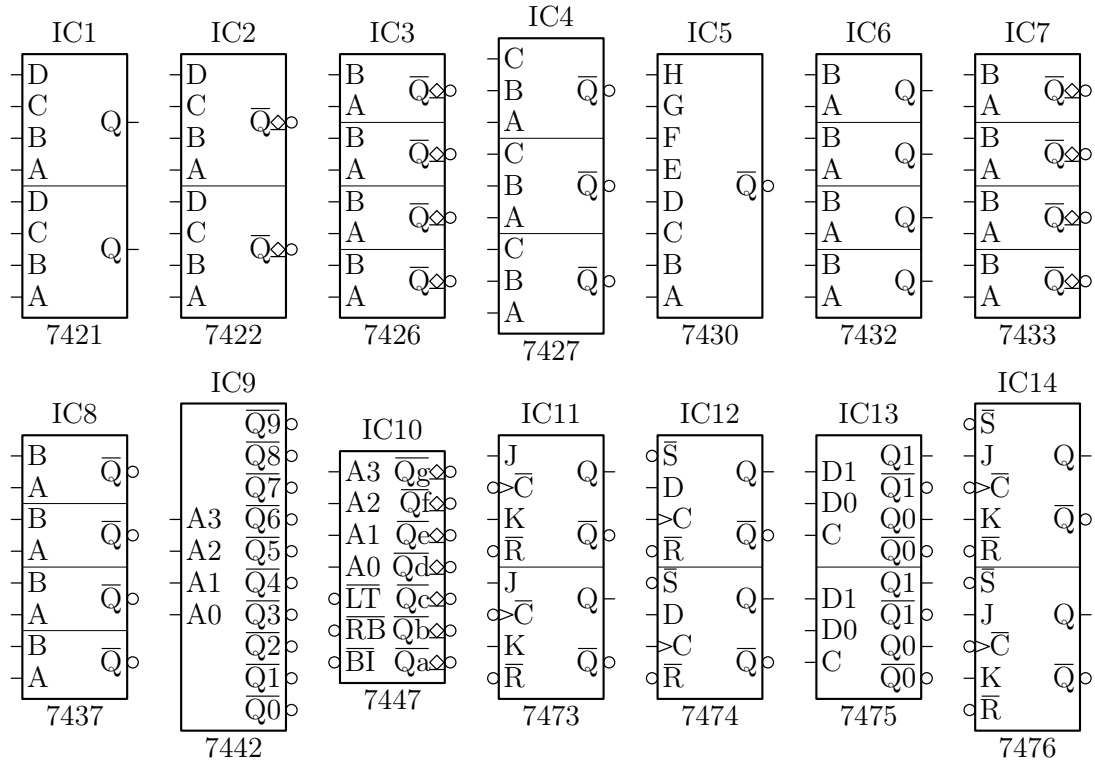 IC1
D
C
Q
B
A
D
C
Q
B
A
7421
IC2
D
C
Q̅
B
A
D
C
Q̅
B
A
7422
IC3
B
Q̅
A
B
Q̅
A
B
Q̅
A
B
Q̅
A
7426
IC4
C
B Q̅
A
C
B Q̅
A
C
B Q̅
A
7427
IC5
H
G
F
E
Q̅
D
C
B
A
7430
IC6
B
Q
A
B
Q
A
B
Q
A
B
Q
A
7432
IC7
B
Q̅
A
B
Q̅
A
B
Q̅
A
B
Q̅
A
7433
IC8
B
Q̅
A
B
Q̅
A
B
Q̅
A
B
Q̅
A
7437
IC9
Q̅9̅
Q̅8̅
Q̅7̅
A3 Q̅6̅
A2 Q̅5̅
A1 Q̅4̅
A0 Q̅3̅
Q̅2̅
Q̅1̅
Q̅0̅
7442
IC10
A3 Q̅g̅
A2 Q̅f̅
A1 Q̅e̅
A0 Q̅d̅
L̅T̅ Q̅c̅
R̅B̅ Q̅b̅
B̅I̅ Q̅a̅
7447
IC11
J
Q
C̅
K
Q̅
R̅
J
Q
C̅
K
Q̅
R̅
7473
IC12
S̅
Q
D
C
Q̅
R̅
S̅
Q
D
C
Q̅
R̅
7474
IC13
Q1
D1
Q̅1̅
D0
Q0
C
Q̅0̅
Q1
D1
Q̅1̅
D0
Q0
C
Q̅0̅
7475
IC14
S̅
J Q
C̅
K Q̅
R̅
S̅
J Q
C̅
K Q̅
R̅
7476